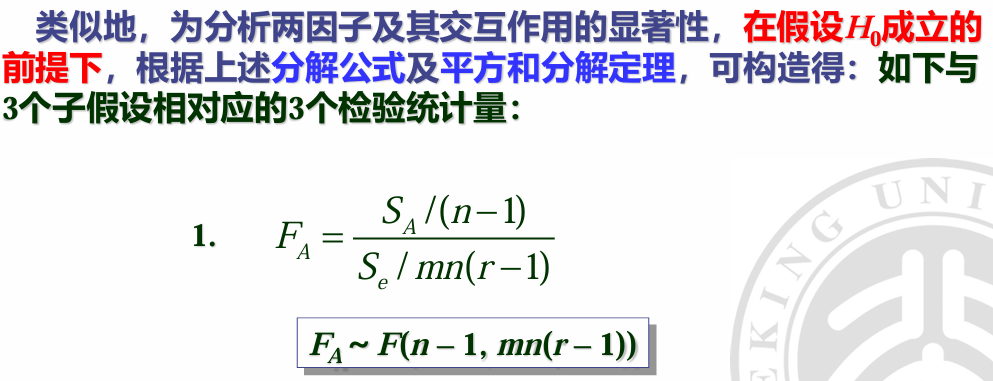 类似地，为分析两因子及其交互作用的显著性，在假设H₀成立的
前提下，根据上述分解公式及平方和分解定理，可构造得：如下与
3个子假设相对应的3个检验统计量：
1. F_A = \frac{S_A/(n-1)}{S_e/mn(r-1)}
F_A ~ F(n – 1, mn(r – 1))
EKING UNI